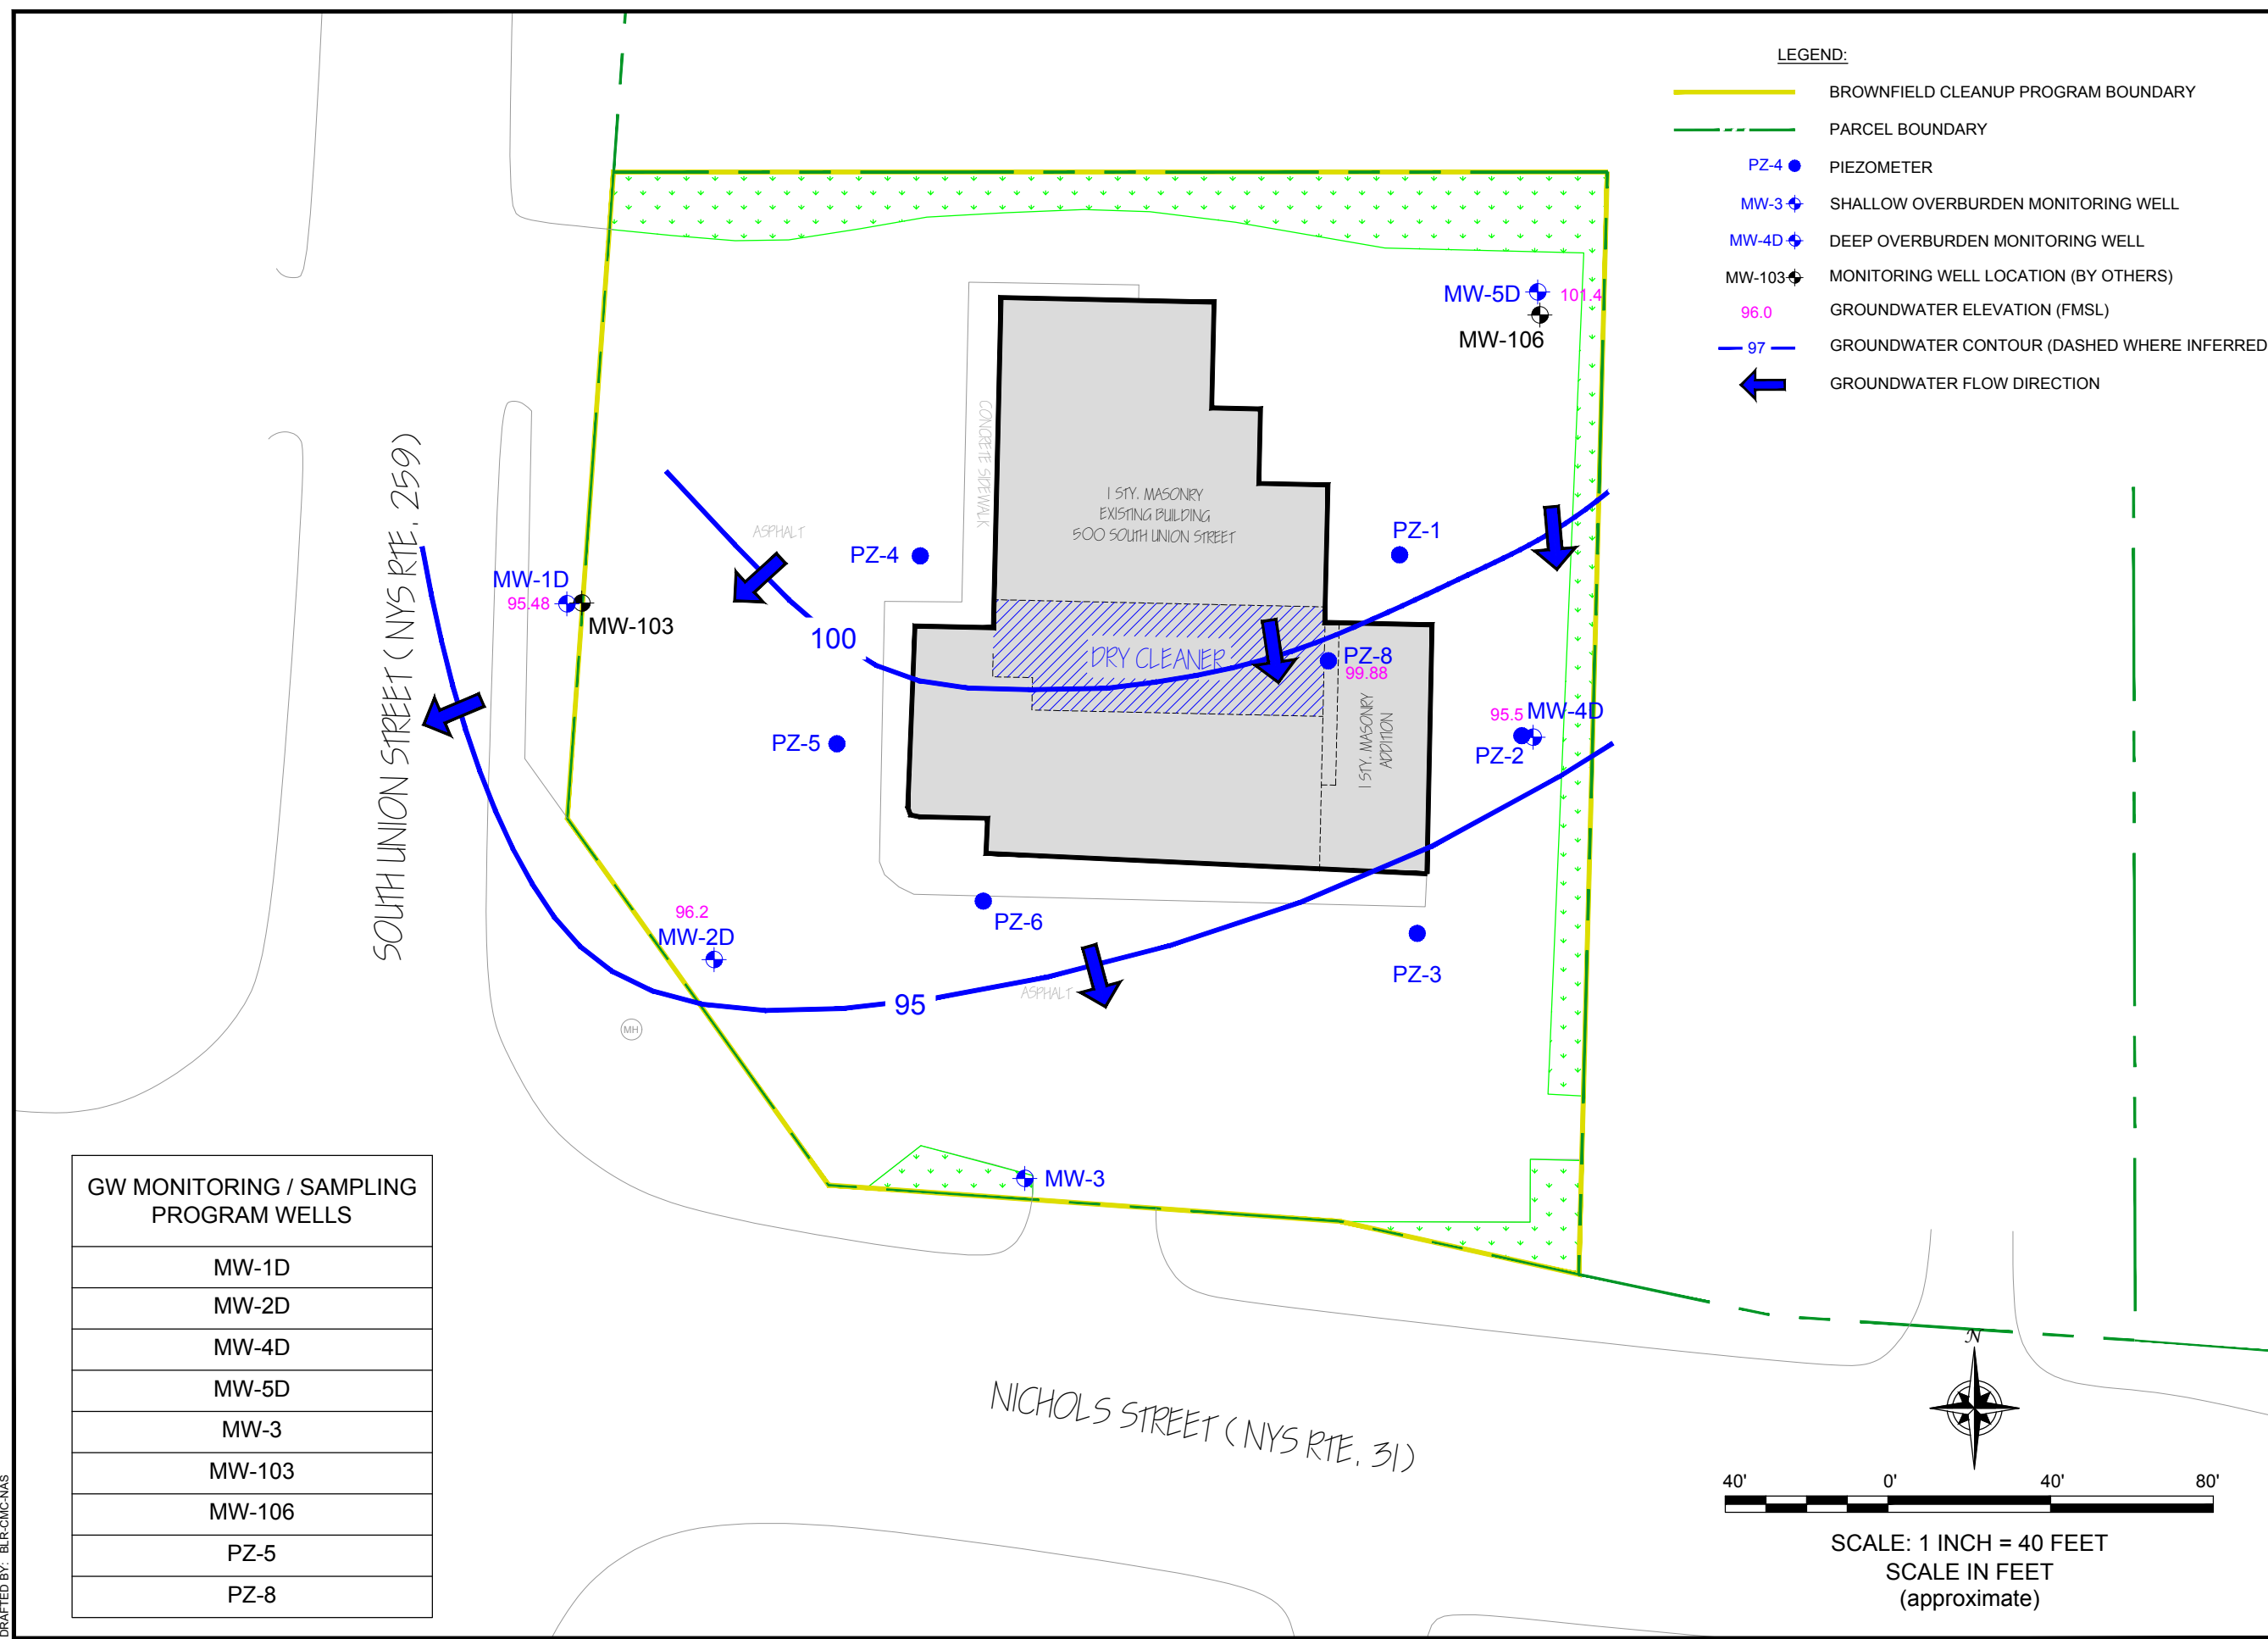 LEGEND:
BROWNFIELD CLEANUP PROGRAM BOUNDARY
PARCEL BOUNDARY
PZ-4 PIEZOMETER
MW-3 SHALLOW OVERBURDEN MONITORING WELL
MW-4D DEEP OVERBURDEN MONITORING WELL
MW-103 MONITORING WELL LOCATION (BY OTHERS)
96.0 GROUNDWATER ELEVATION (FMSL)
97 GROUNDWATER CONTOUR (DASHED WHERE INFERRED
GROUNDWATER FLOW DIRECTION
MW-5D
101.4
MW-106
CONCRETE SIDEWALK
1 STY. MASONRY
EXISTING BUILDING
500 SOUTH UNION STREET
ASPHALT
PZ-4
PZ-1
MW-1D
95.48
MW-103
100
DRY CLEANER
PZ-8
99.88
1 STY. MASONRY
ADDITION
95.5
MW-4D
PZ-2
PZ-5
SOUTH UNION STREET (NYS RTE. 259)
96.2
MW-2D
PZ-6
PZ-3
95
ASPHALT
MH
MW-3
NICHOLS STREET (NYS RTE. 31)
GW MONITORING / SAMPLING
PROGRAM WELLS
MW-1D
MW-2D
MW-4D
MW-5D
MW-3
MW-103
MW-106
PZ-5
PZ-8
N
40' 0' 40' 80'
SCALE: 1 INCH = 40 FEET
SCALE IN FEET
(approximate)
DRAFTED BY: BLR-CMC-NAS